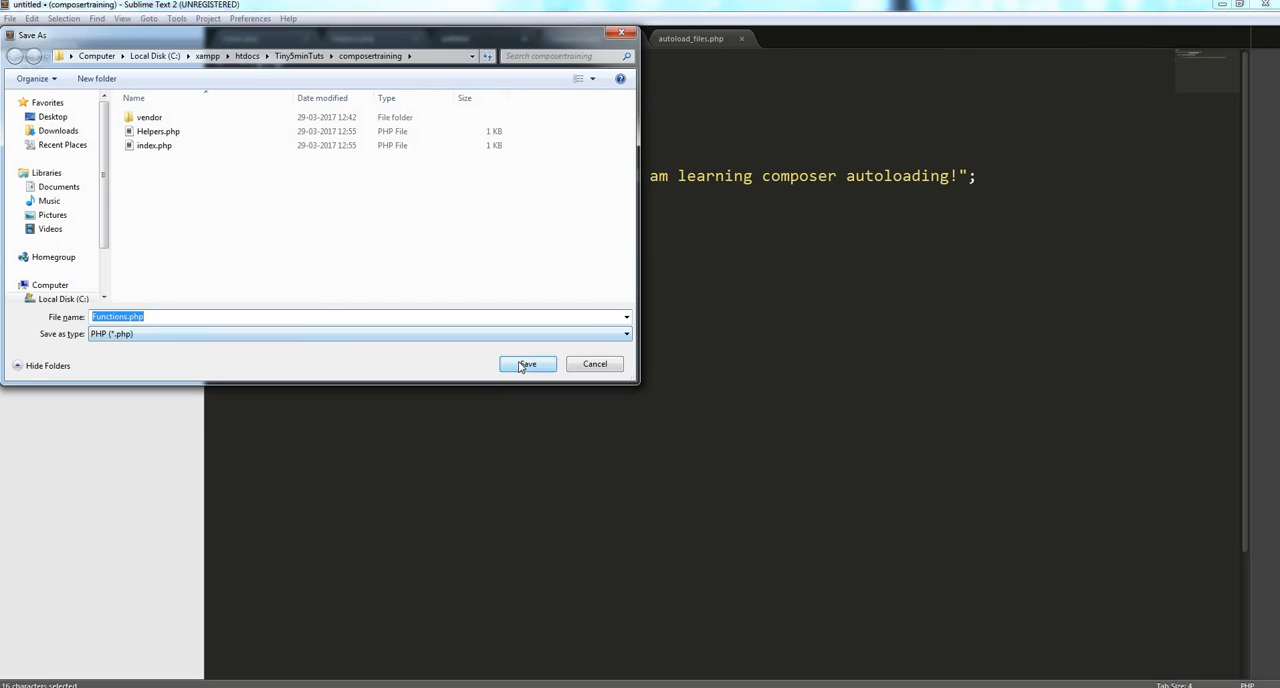 untitled • (composertraining) - Sublime Text 2 (UNREGISTERED)
File Edit Selection Find View Goto Tools Project Preferences Help
Save As
autoload_files.php
Computer Local Disk (C:) xampp htdocs Tiny5minTuts composertraining Search composertraining
Organize New folder
Name Date modified Type Size
Favorites
Desktop
Downloads
Recent Places
Libraries
Documents
Music
Pictures
Videos
Homegroup
Computer
Local Disk (C:)
vendor 29-03-2017 12:42 File folder
Helpers.php 29-03-2017 12:55 PHP File 1 KB
index.php 29-03-2017 12:55 PHP File 1 KB
am learning composer autoloading!";
File name: Functions.php
Save as type: PHP (*.php)
Hide Folders Save Cancel
16 characters selected Tab Size: 4 PHP